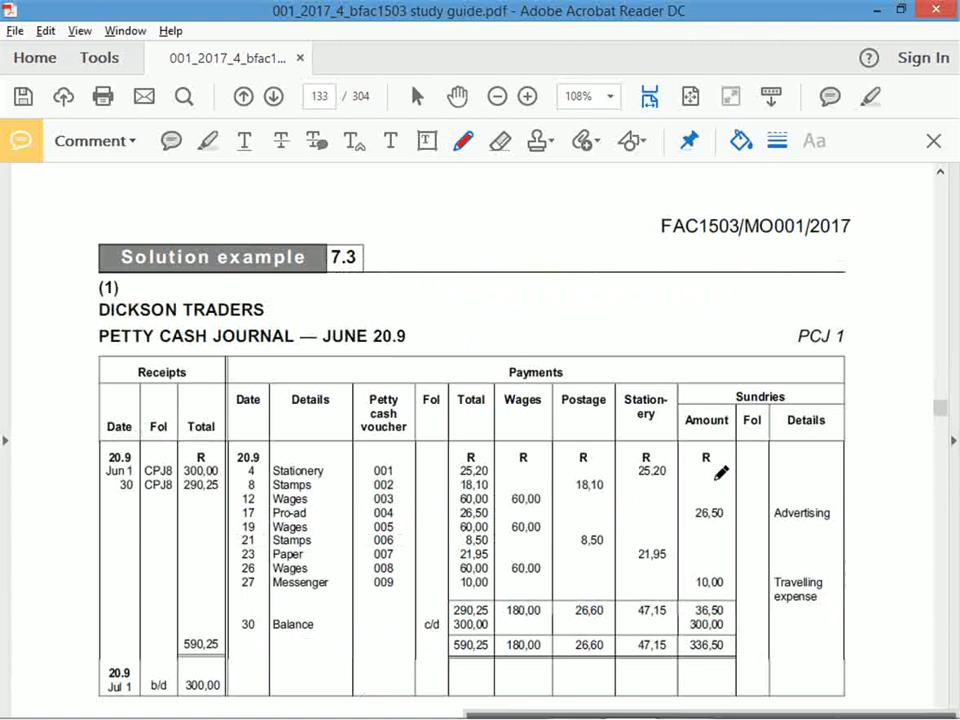 001_2017_4_bfac1503 study guide.pdf - Adobe Acrobat Reader DC
File Edit View Window Help
Home Tools 001_2017_4_bfac1... × Sign In
133 / 304 108%
Comment
FAC1503/MO001/2017
Solution example 7.3
(1)
DICKSON TRADERS
PETTY CASH JOURNAL — JUNE 20.9 PCJ 1
Receipts Payments
Date Fol Total Date Details Petty cash voucher Fol Total Wages Postage Station-ery Sundries
Amount Fol Details
20.9 R 20.9 R R R R R
Jun 1 CPJ8 300,00 4 Stationery 001 25,20 25,20
30 CPJ8 290,25 8 Stamps 002 18,10 18,10
12 Wages 003 60,00 60,00
17 Pro-ad 004 26,50 26,50 Advertising
19 Wages 005 60,00 60,00
21 Stamps 006 8,50 8,50
23 Paper 007 21,95 21,95
26 Wages 008 60,00 60,00
27 Messenger 009 10,00 10,00 Travelling
expense
290,25 180,00 26,60 47,15 36,50
30 Balance c/d 300,00 300,00
590,25 590,25 180,00 26,60 47,15 336,50
20.9
Jul 1 b/d 300,00